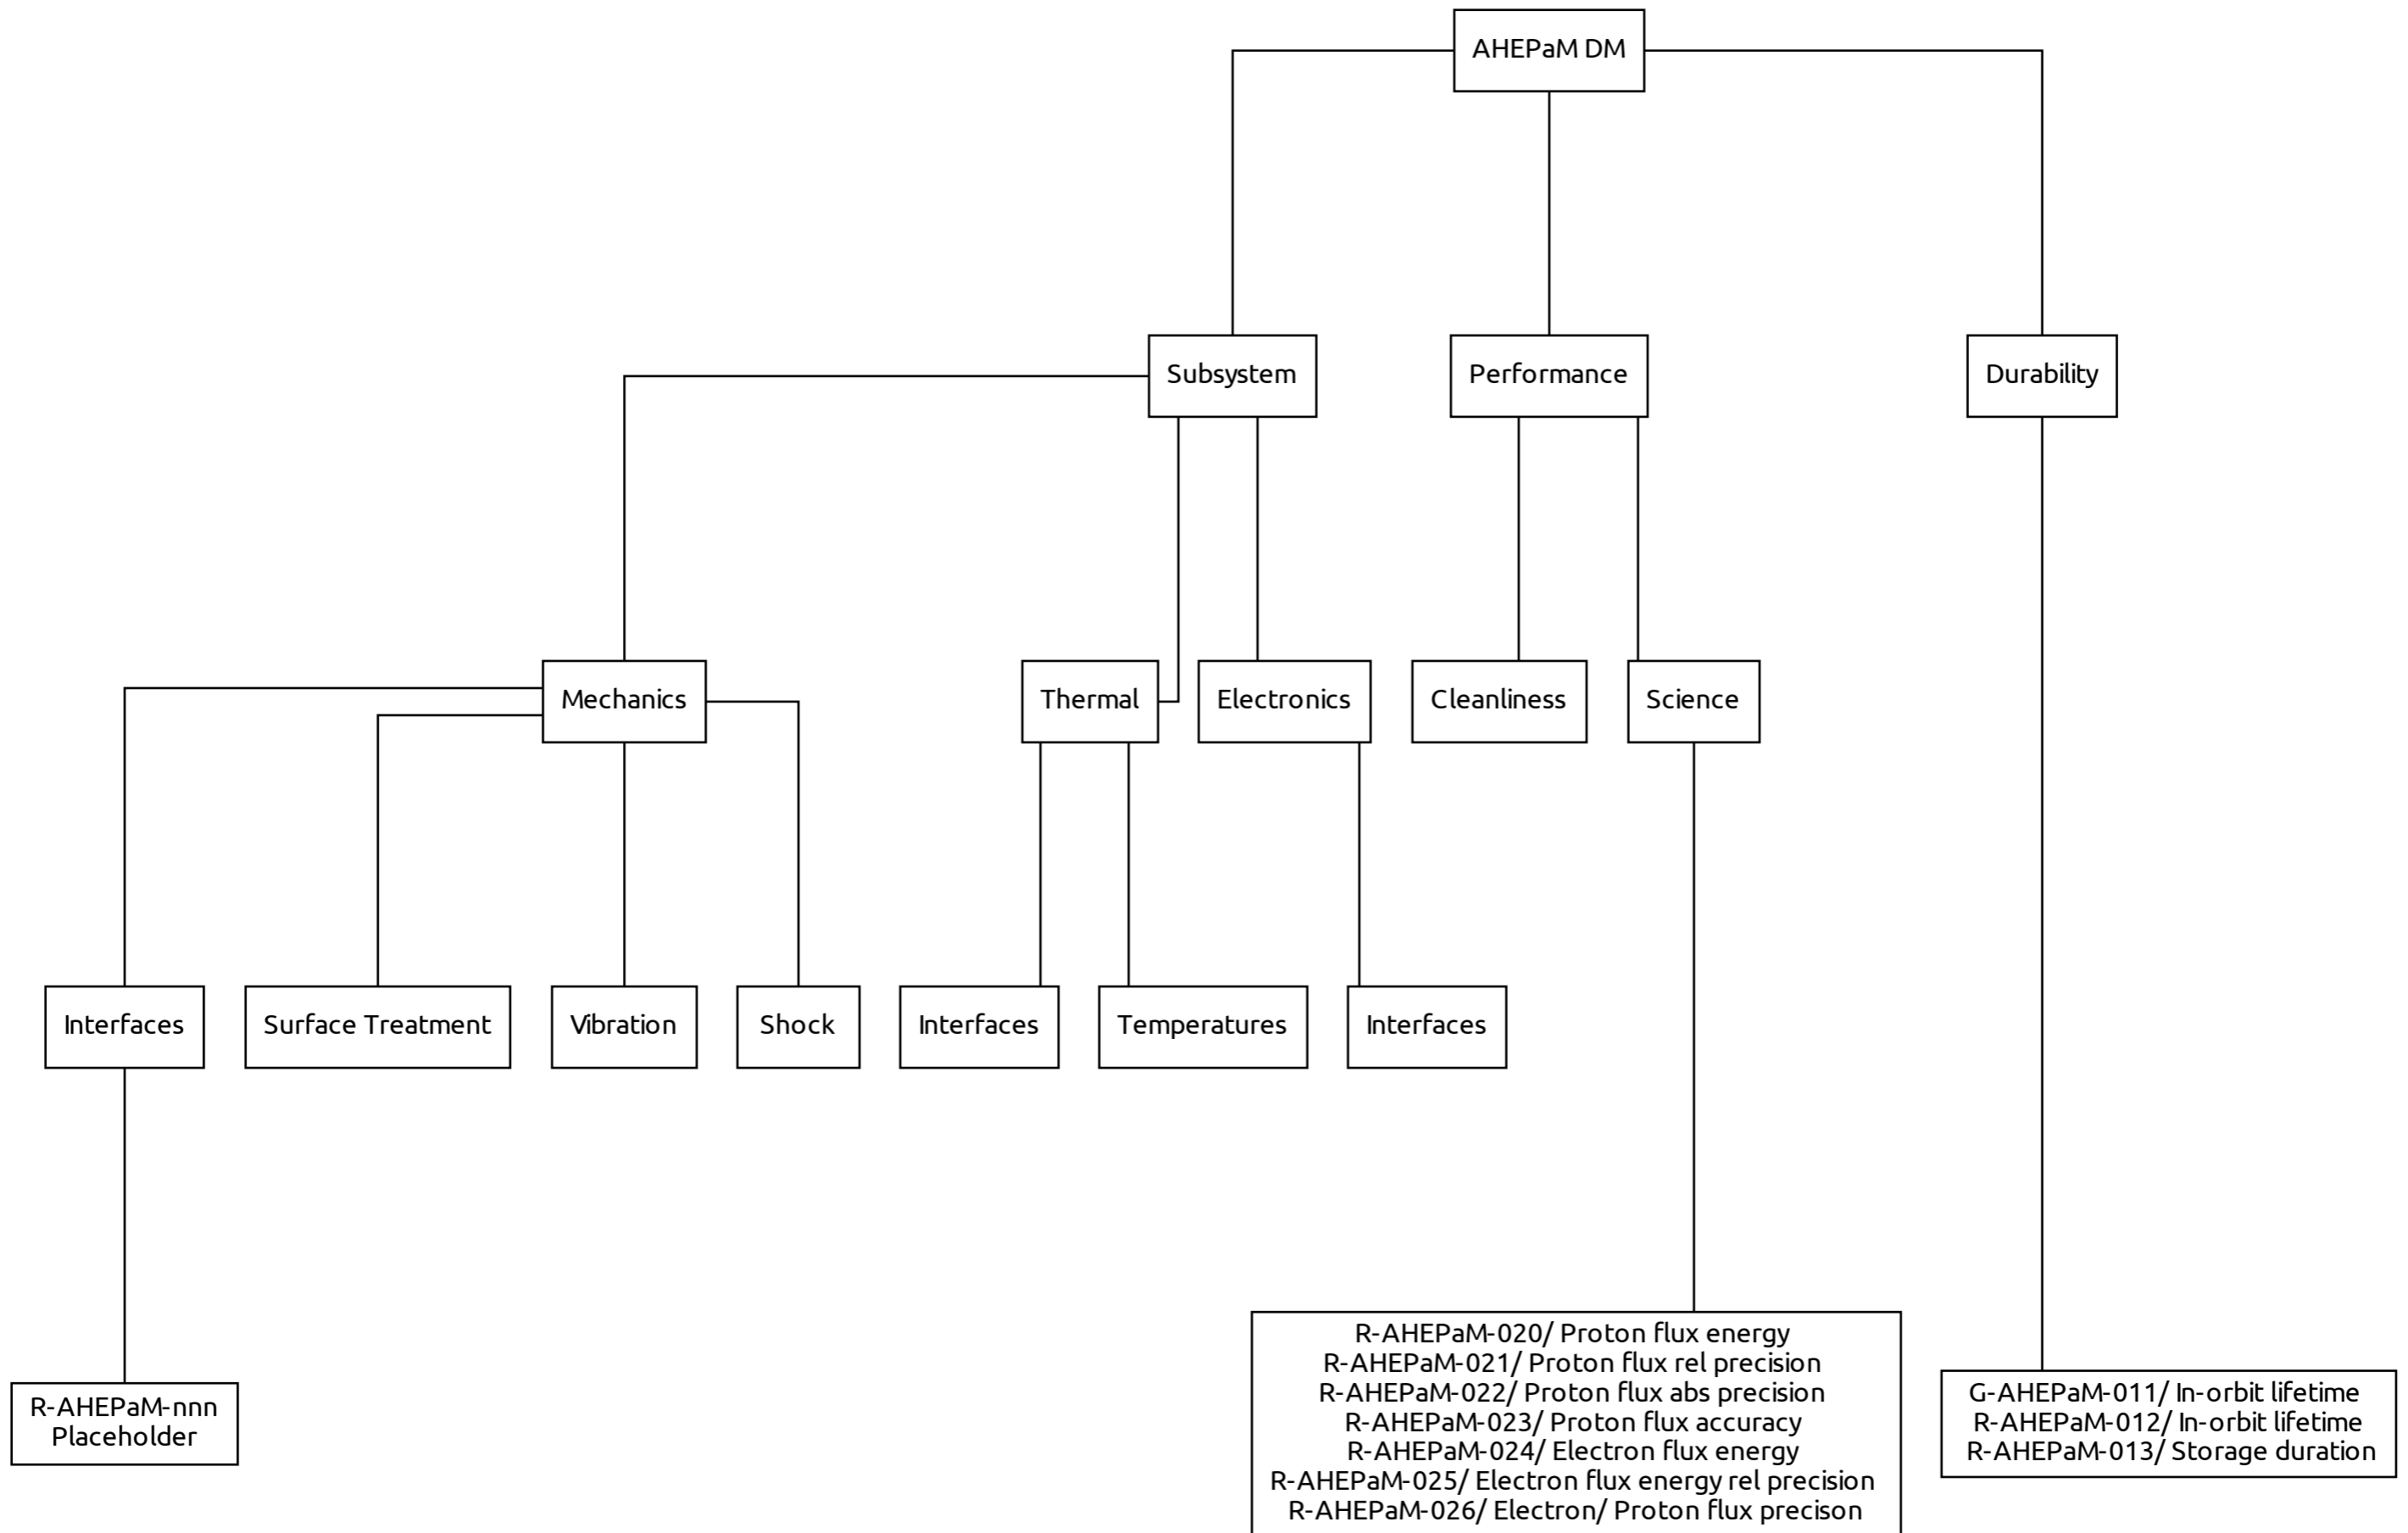 AHEPaM DM
Subsystem
Performance
Durability
Mechanics
Thermal
Electronics
Cleanliness
Science
Interfaces
Surface Treatment
Vibration
Shock
Interfaces
Temperatures
Interfaces
R-AHEPaM-nnn
Placeholder
R-AHEPaM-020/ Proton flux energy
R-AHEPaM-021/ Proton flux rel precision
R-AHEPaM-022/ Proton flux abs precision
R-AHEPaM-023/ Proton flux accuracy
R-AHEPaM-024/ Electron flux energy
R-AHEPaM-025/ Electron flux energy rel precision
R-AHEPaM-026/ Electron/ Proton flux precison
G-AHEPaM-011/ In-orbit lifetime
R-AHEPaM-012/ In-orbit lifetime
R-AHEPaM-013/ Storage duration